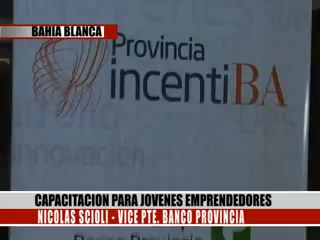 BAHIA BLANCA
Provincia
incentiBA
innovación
CAPACITACION PARA JOVENES EMPRENDEDORES
NICOLAS SCIOLI - VICE PTE. BANCO PROVINCIA